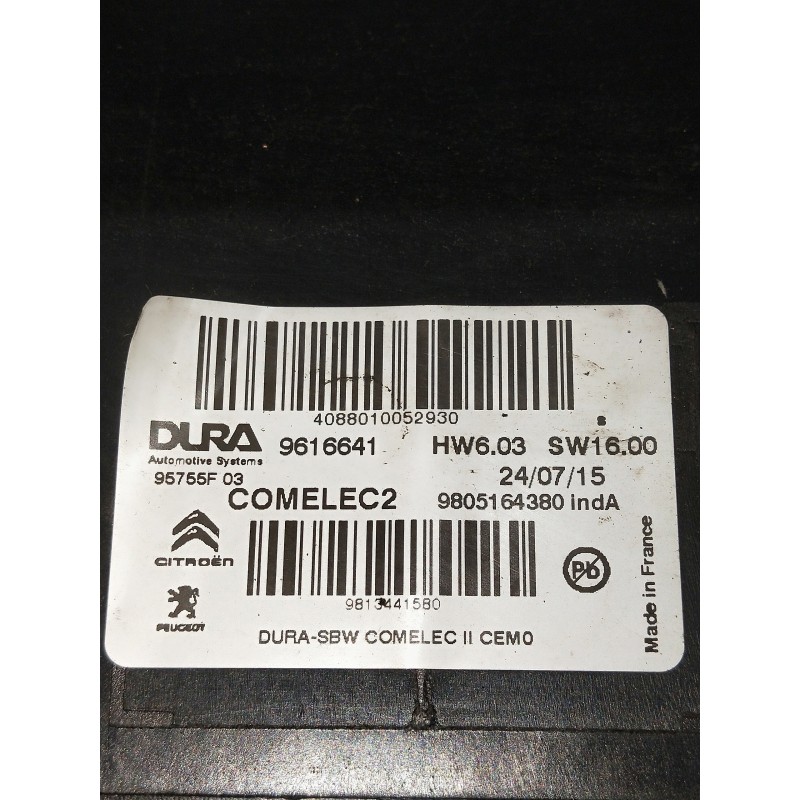 4088010052930
DURA 9616641 HW6.03 SW16.00
Automotive Systems
95755F 03 24/07/15
COMELEC2 9805164380 indA
CITROËN
Pb
9813441580
PEUGEOT
DURA-SBW COMELEC II CEM0
Made in France